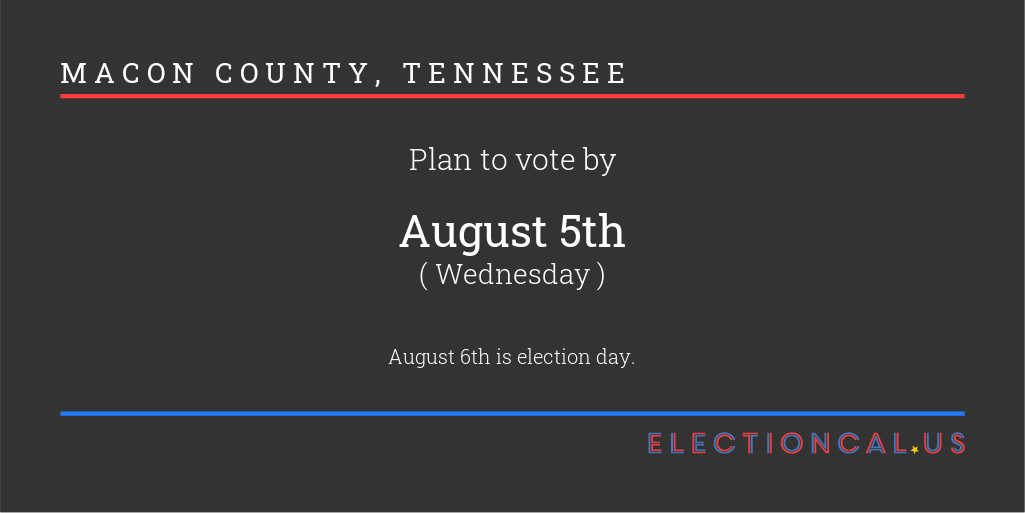 MACON COUNTY, TENNESSEE
Plan to vote by
August 5th
( Wednesday )
August 6th is election day.
ELECTIONCAL.US